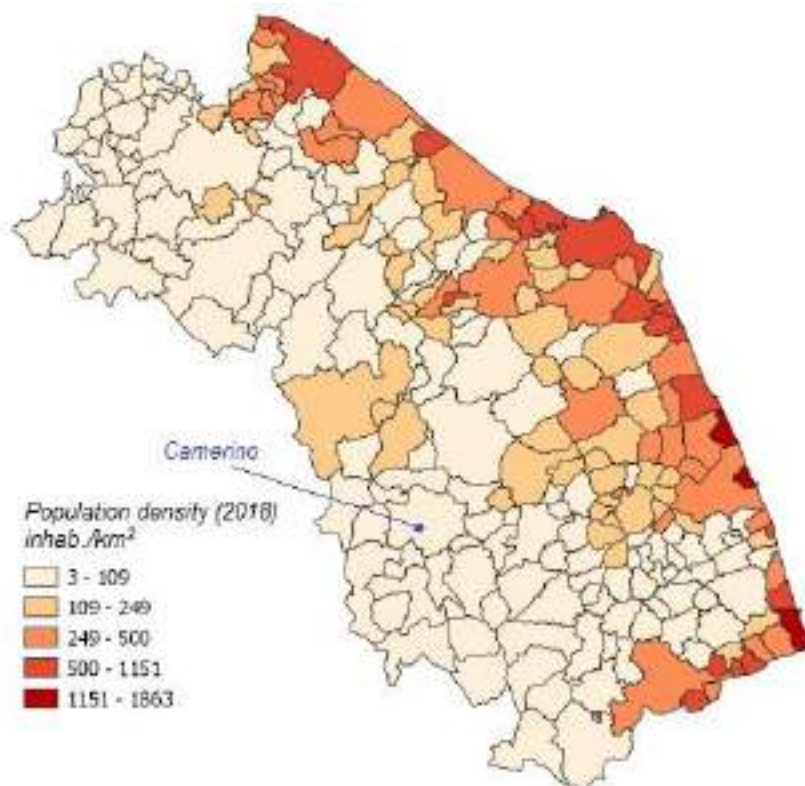 Camerino
Population density (2018)
inhab./km²
3 - 109
109 - 249
249 - 500
500 - 1151
1151 - 1863